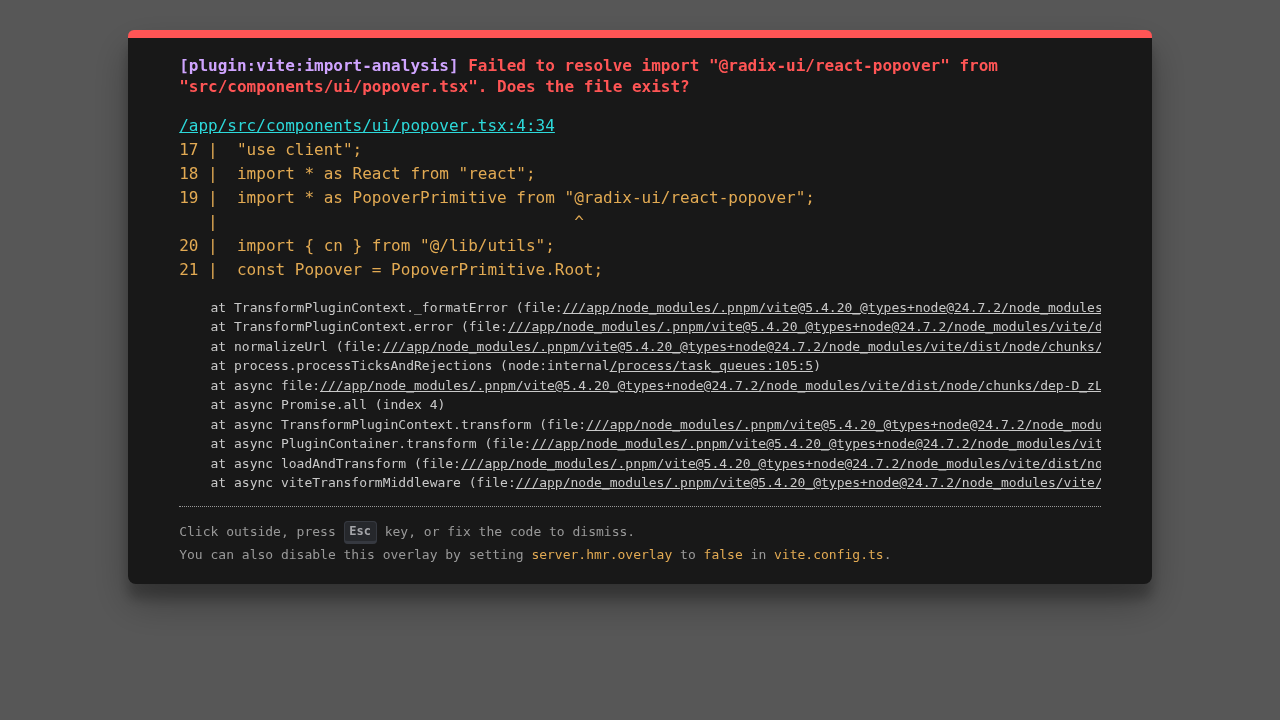 [plugin:vite:import-analysis] Failed to resolve import "@radix-ui/react-popover" from
"src/components/ui/popover.tsx". Does the file exist?
/app/src/components/ui/popover.tsx:4:34
17 |  "use client";
18 |  import * as React from "react";
19 |  import * as PopoverPrimitive from "@radix-ui/react-popover";
   |                                     ^
20 |  import { cn } from "@/lib/utils";
21 |  const Popover = PopoverPrimitive.Root;
at TransformPluginContext._formatError (file:///app/node_modules/.pnpm/vite@5.4.20_@types+node@24.7.2/node_modules
at TransformPluginContext.error (file:///app/node_modules/.pnpm/vite@5.4.20_@types+node@24.7.2/node_modules/vite/d
at normalizeUrl (file:///app/node_modules/.pnpm/vite@5.4.20_@types+node@24.7.2/node_modules/vite/dist/node/chunks/
at process.processTicksAndRejections (node:internal/process/task_queues:105:5)
at async file:///app/node_modules/.pnpm/vite@5.4.20_@types+node@24.7.2/node_modules/vite/dist/node/chunks/dep-D_zL
at async Promise.all (index 4)
at async TransformPluginContext.transform (file:///app/node_modules/.pnpm/vite@5.4.20_@types+node@24.7.2/node_modu
at async PluginContainer.transform (file:///app/node_modules/.pnpm/vite@5.4.20_@types+node@24.7.2/node_modules/vit
at async loadAndTransform (file:///app/node_modules/.pnpm/vite@5.4.20_@types+node@24.7.2/node_modules/vite/dist/no
at async viteTransformMiddleware (file:///app/node_modules/.pnpm/vite@5.4.20_@types+node@24.7.2/node_modules/vite/
Click outside, press Esc key, or fix the code to dismiss.
You can also disable this overlay by setting server.hmr.overlay to false in vite.config.ts.